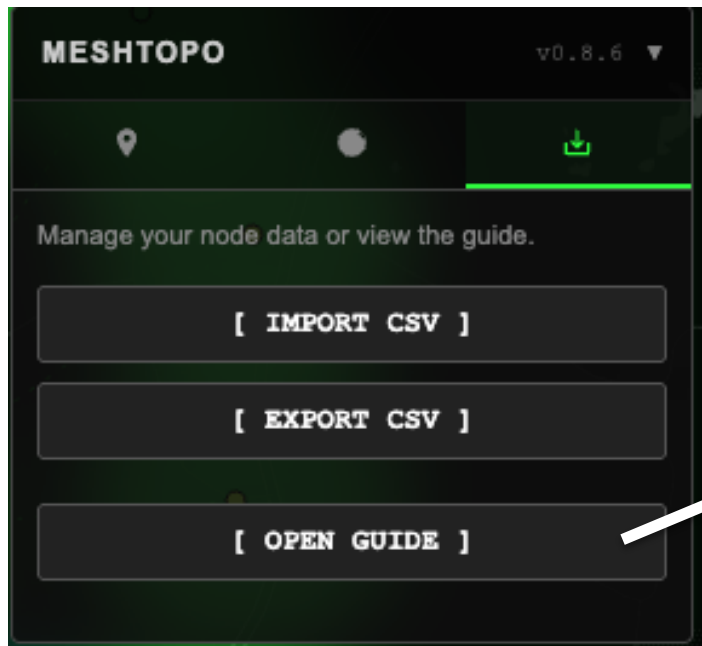 MESHTOPO
v0.8.6 ▼
Manage your node data or view the guide.
[ IMPORT CSV ]
[ EXPORT CSV ]
[ OPEN GUIDE ]